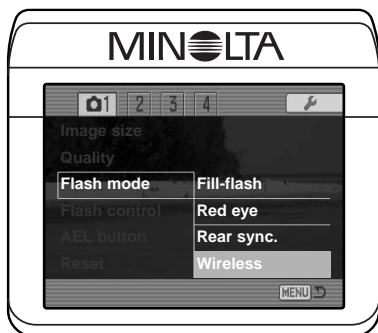 MINOLTA
1 2 3 4
Image size
Quality
Flash mode Fill-flash
Flash control Red eye
AEL button Rear sync.
Reset Wireless
MENU